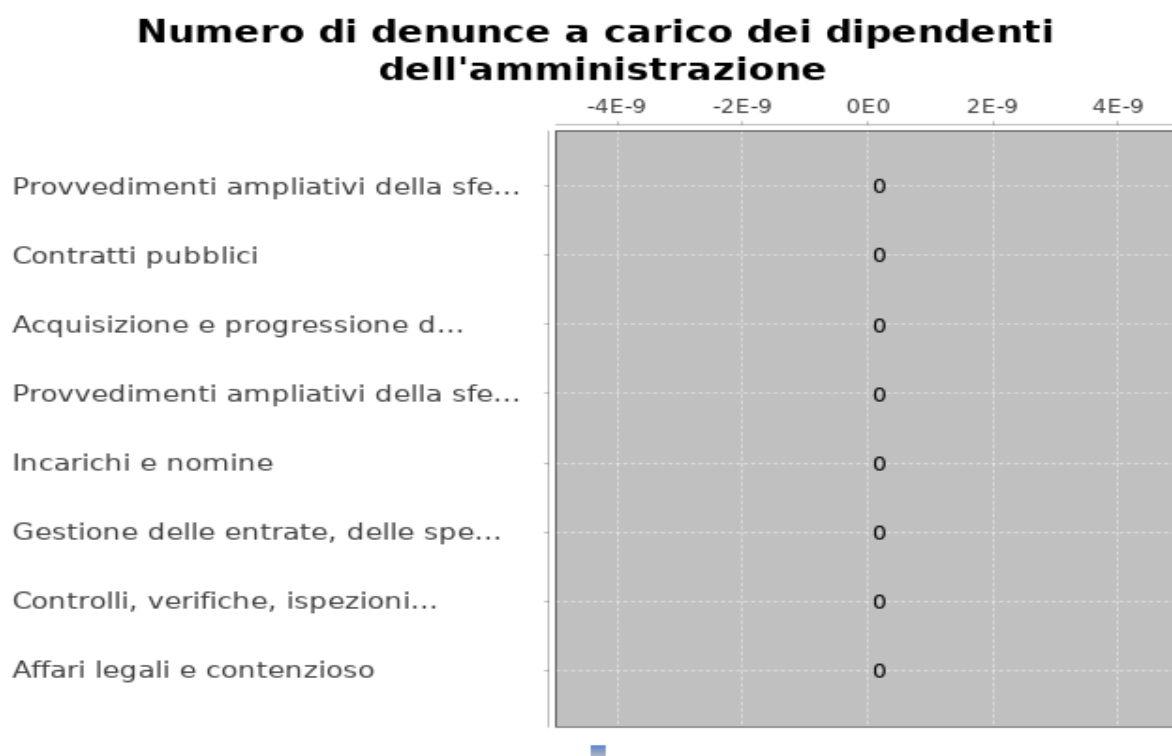 Numero di denunce a carico dei dipendenti
dell'amministrazione
-4E-9 -2E-9 0E0 2E-9 4E-9
Provvedimenti ampliativi della sfe... 0
Contratti pubblici 0
Acquisizione e progressione d... 0
Provvedimenti ampliativi della sfe... 0
Incarichi e nomine 0
Gestione delle entrate, delle spe... 0
Controlli, verifiche, ispezioni... 0
Affari legali e contenzioso 0